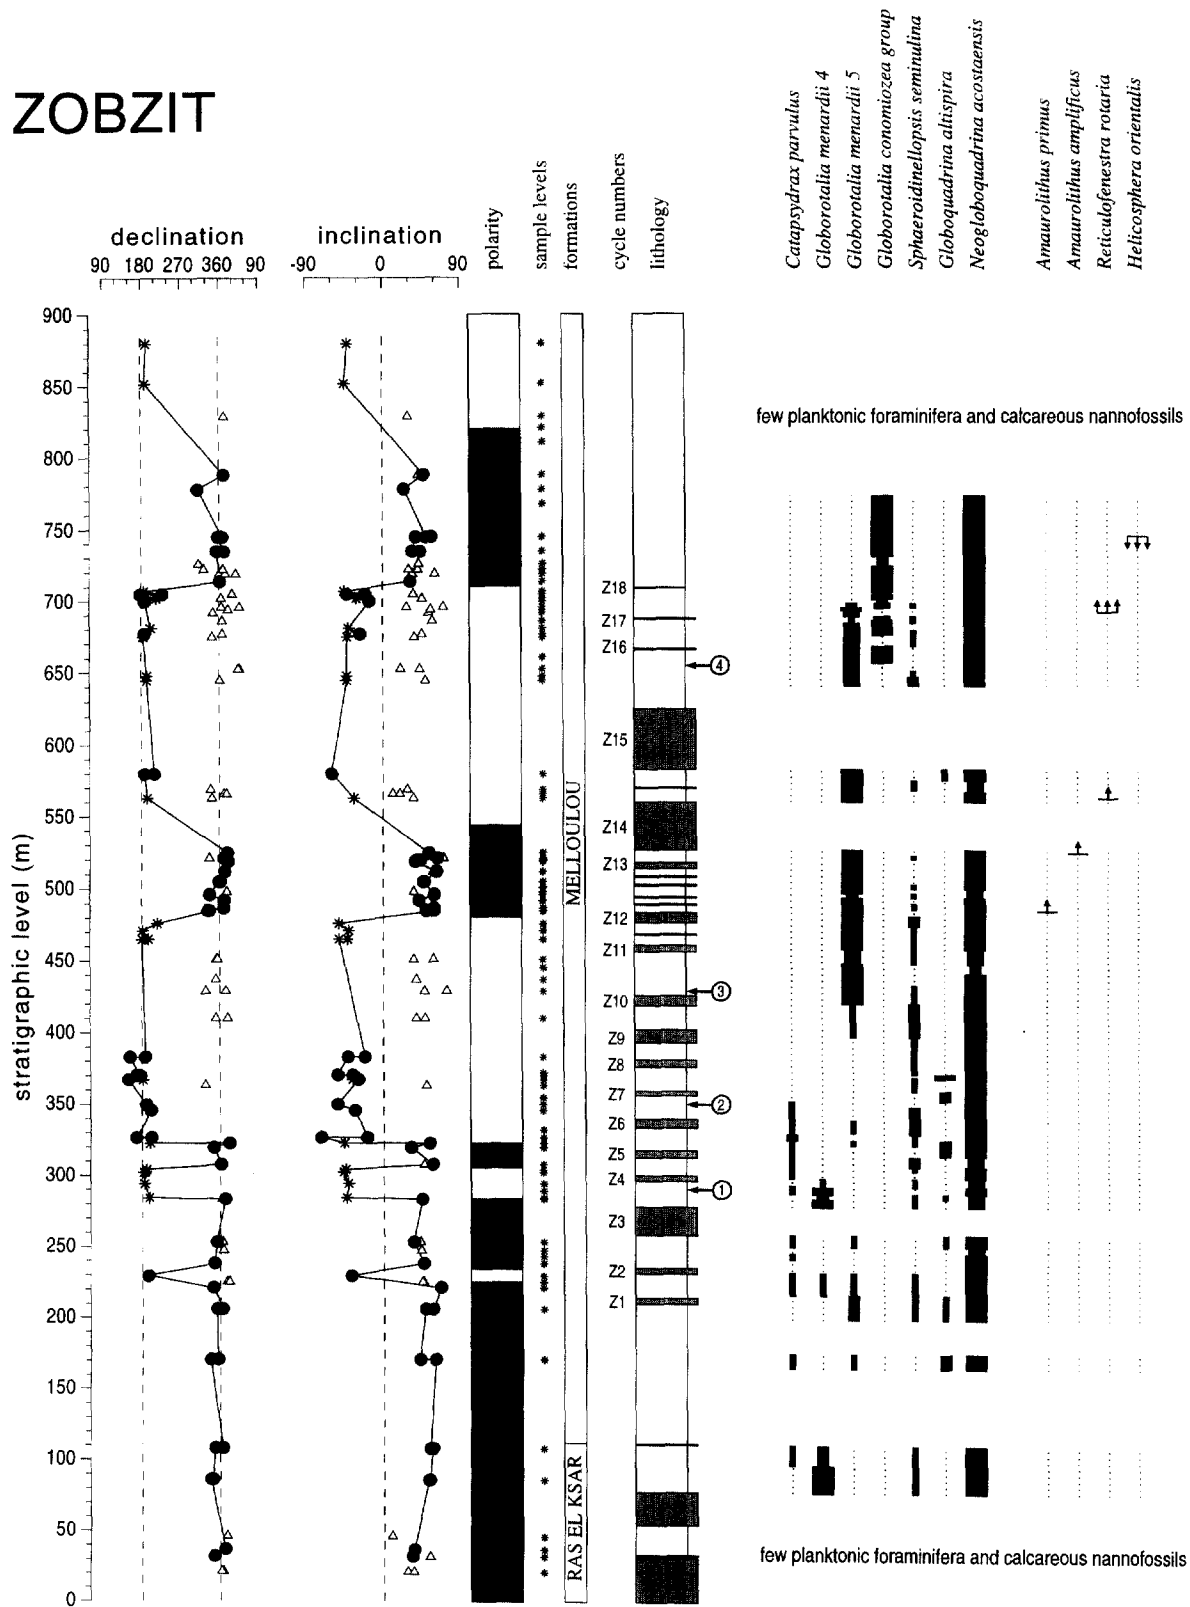 ZOBZIT
declination
inclination
90 180 270 360 90
-90 0 90
polarity
sample levels
formations
cycle numbers
lithology
Catapsydrax parvulus
Globorotalia menardii 4
Globorotalia menardii 5
Globorotalia conomiozea group
Sphaeroidinellopsis seminulina
Globoquadrina altispira
Neogloboquadrina acostaensis
Amaurolithus primus
Amaurolithus amplificus
Reticulofenestra rotaria
Helicosphera orientalis
stratigraphic level (m)
900
850
800
750
700
650
600
550
500
450
400
350
300
250
200
150
100
50
0
MELLOULOU
RAS EL KSAR
Z18
Z17
Z16
Z15
Z14
Z13
Z12
Z11
Z10
Z9
Z8
Z7
Z6
Z5
Z4
Z3
Z2
Z1
4
3
2
1
few planktonic foraminifera and calcareous nannofossils
few planktonic foraminifera and calcareous nannofossils